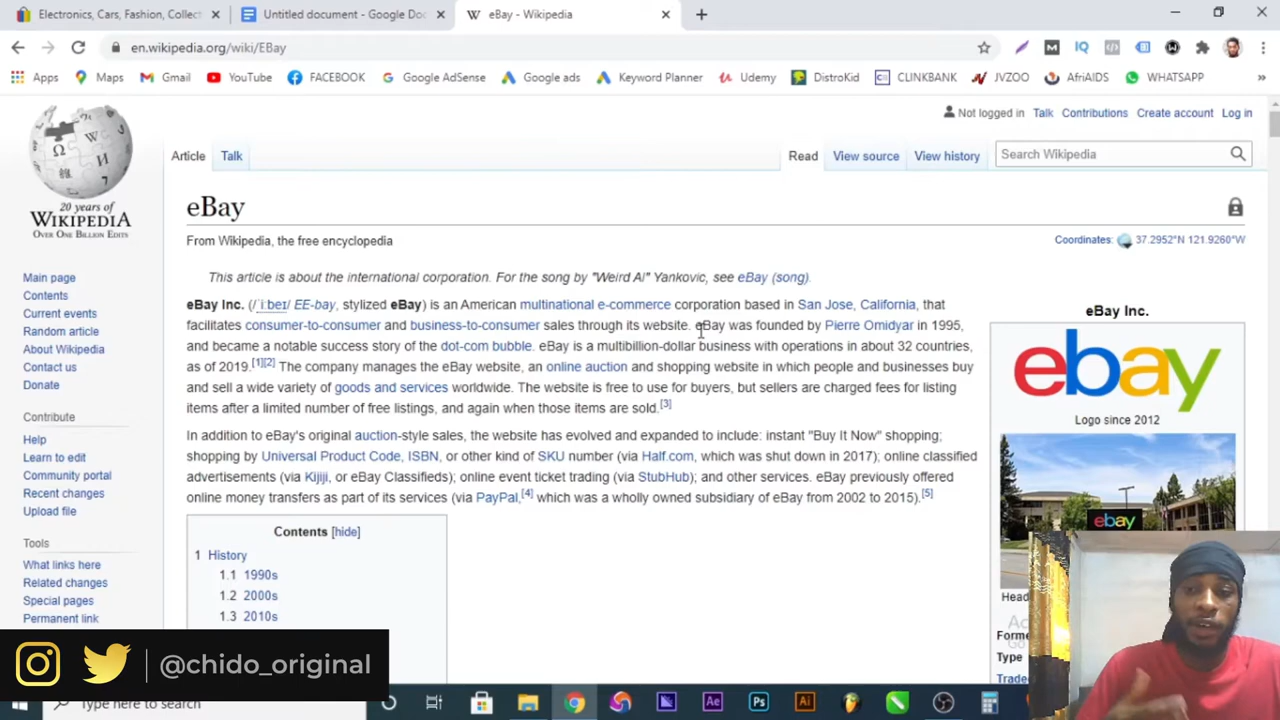 Electronics, Cars, Fashion, Collect
Untitled document - Google Doc
eBay - Wikipedia
en.wikipedia.org/wiki/EBay
Apps
Maps
Gmail
YouTube
FACEBOOK
Google AdSense
Google ads
Keyword Planner
Udemy
DistroKid
CLINKBANK
JVZOO
AfriAIDS
WHATSAPP
»
Not logged in Talk Contributions Create account Log in
Article Talk
Read View source View history
Search Wikipedia
20 years of
WIKIPEDIA
OVER ONE BILLION EDITS
Main page
Contents
Current events
Random article
About Wikipedia
Contact us
Donate
Contribute
Help
Learn to edit
Community portal
Recent changes
Upload file
Tools
What links here
Related changes
Special pages
Permanent link
eBay
From Wikipedia, the free encyclopedia
Coordinates: 37.2952°N 121.9260°W
This article is about the international corporation. For the song by "Weird Al" Yankovic, see eBay (song).
eBay Inc. (/ˈiːbeɪ/ EE-bay, stylized eBay) is an American multinational e-commerce corporation based in San Jose, California, that
facilitates consumer-to-consumer and business-to-consumer sales through its website. eBay was founded by Pierre Omidyar in 1995,
and became a notable success story of the dot-com bubble. eBay is a multibillion-dollar business with operations in about 32 countries,
as of 2019.[1][2] The company manages the eBay website, an online auction and shopping website in which people and businesses buy
and sell a wide variety of goods and services worldwide. The website is free to use for buyers, but sellers are charged fees for listing
items after a limited number of free listings, and again when those items are sold.[3]
In addition to eBay's original auction-style sales, the website has evolved and expanded to include: instant "Buy It Now" shopping;
shopping by Universal Product Code, ISBN, or other kind of SKU number (via Half.com, which was shut down in 2017); online classified
advertisements (via Kijiji, or eBay Classifieds); online event ticket trading (via StubHub); and other services. eBay previously offered
online money transfers as part of its services (via PayPal,[4] which was a wholly owned subsidiary of eBay from 2002 to 2015).[5]
Contents [hide]
1 History
1.1 1990s
1.2 2000s
1.3 2010s
eBay Inc.
ebay
Logo since 2012
ebay
Head
Forme
Type
Trade
@chido_original
Type here to search